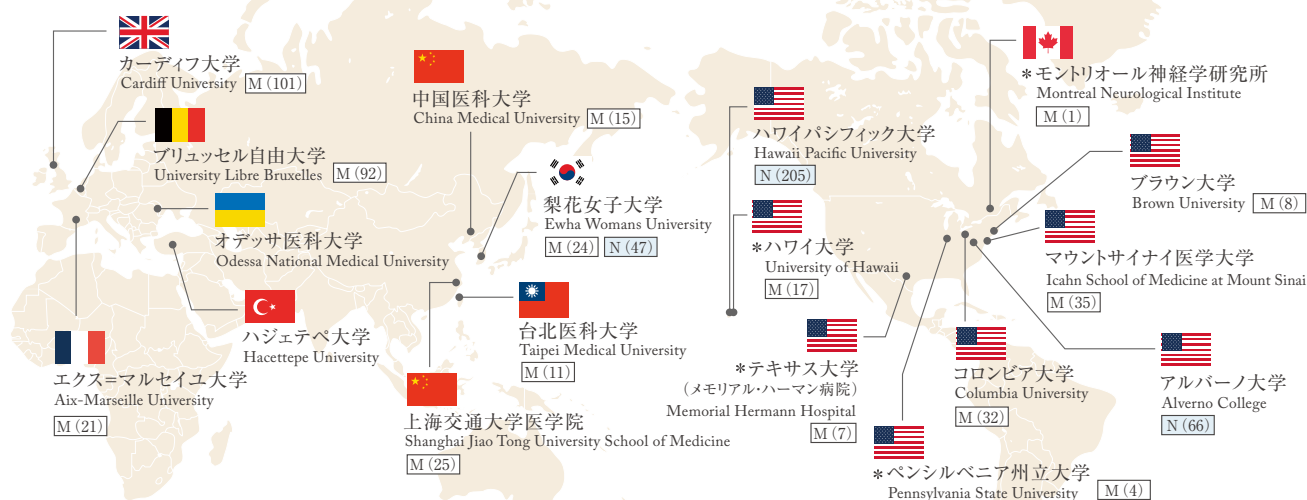 カーディフ大学
Cardiff University M (101)
ブリュッセル自由大学
University Libre Bruxelles M (92)
オデッサ医科大学
Odessa National Medical University
ハジェテペ大学
Hacettepe University
エクス=マルセイユ大学
Aix-Marseille University
M (21)
中国医科大学
China Medical University M (15)
梨花女子大学
Ewha Womans University
M (24) N (47)
台北医科大学
Taipei Medical University
M (11)
上海交通大学医学院
Shanghai Jiao Tong University School of Medicine
M (25)
ハワイパシフィック大学
Hawaii Pacific University
N (205)
*ハワイ大学
University of Hawaii
M (17)
*テキサス大学
(メモリアル・ハーマン病院)
Memorial Hermann Hospital
M (7)
*ペンシルベニア州立大学
Pennsylvania State University M (4)
コロンビア大学
Columbia University
M (32)
*モントリオール神経学研究所
Montreal Neurological Institute
M (1)
ブラウン大学
Brown University M (8)
マウントサイナイ医学大学
Icahn School of Medicine at Mount Sinai
M (35)
アルバーノ大学
Alverno College
N (66)